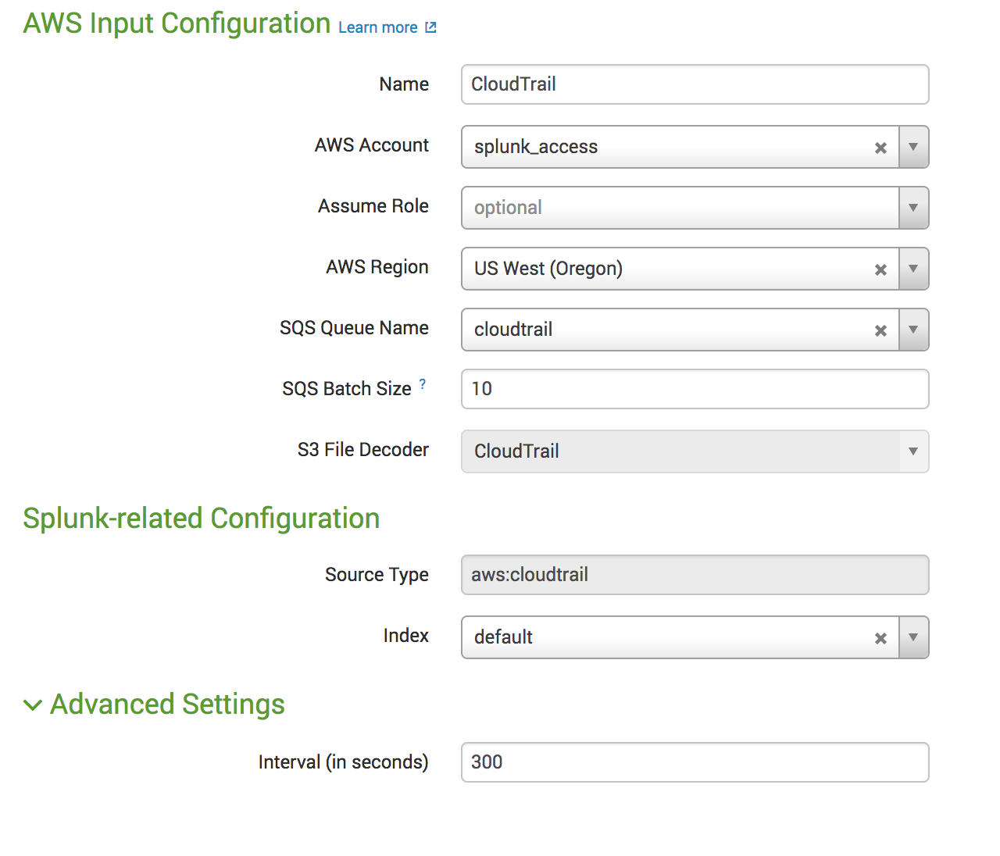 AWS Input Configuration Learn more
Name CloudTrail
AWS Account splunk_access
Assume Role optional
AWS Region US West (Oregon)
SQS Queue Name cloudtrail
SQS Batch Size ? 10
S3 File Decoder CloudTrail
Splunk-related Configuration
Source Type aws:cloudtrail
Index default
Advanced Settings
Interval (in seconds) 300